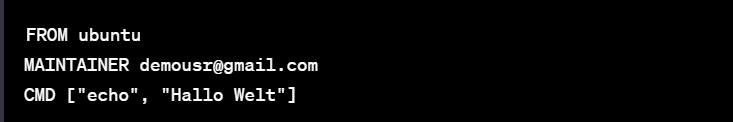 FROM ubuntu
MAINTAINER demousr@gmail.com
CMD ["echo", "Hallo Welt"]